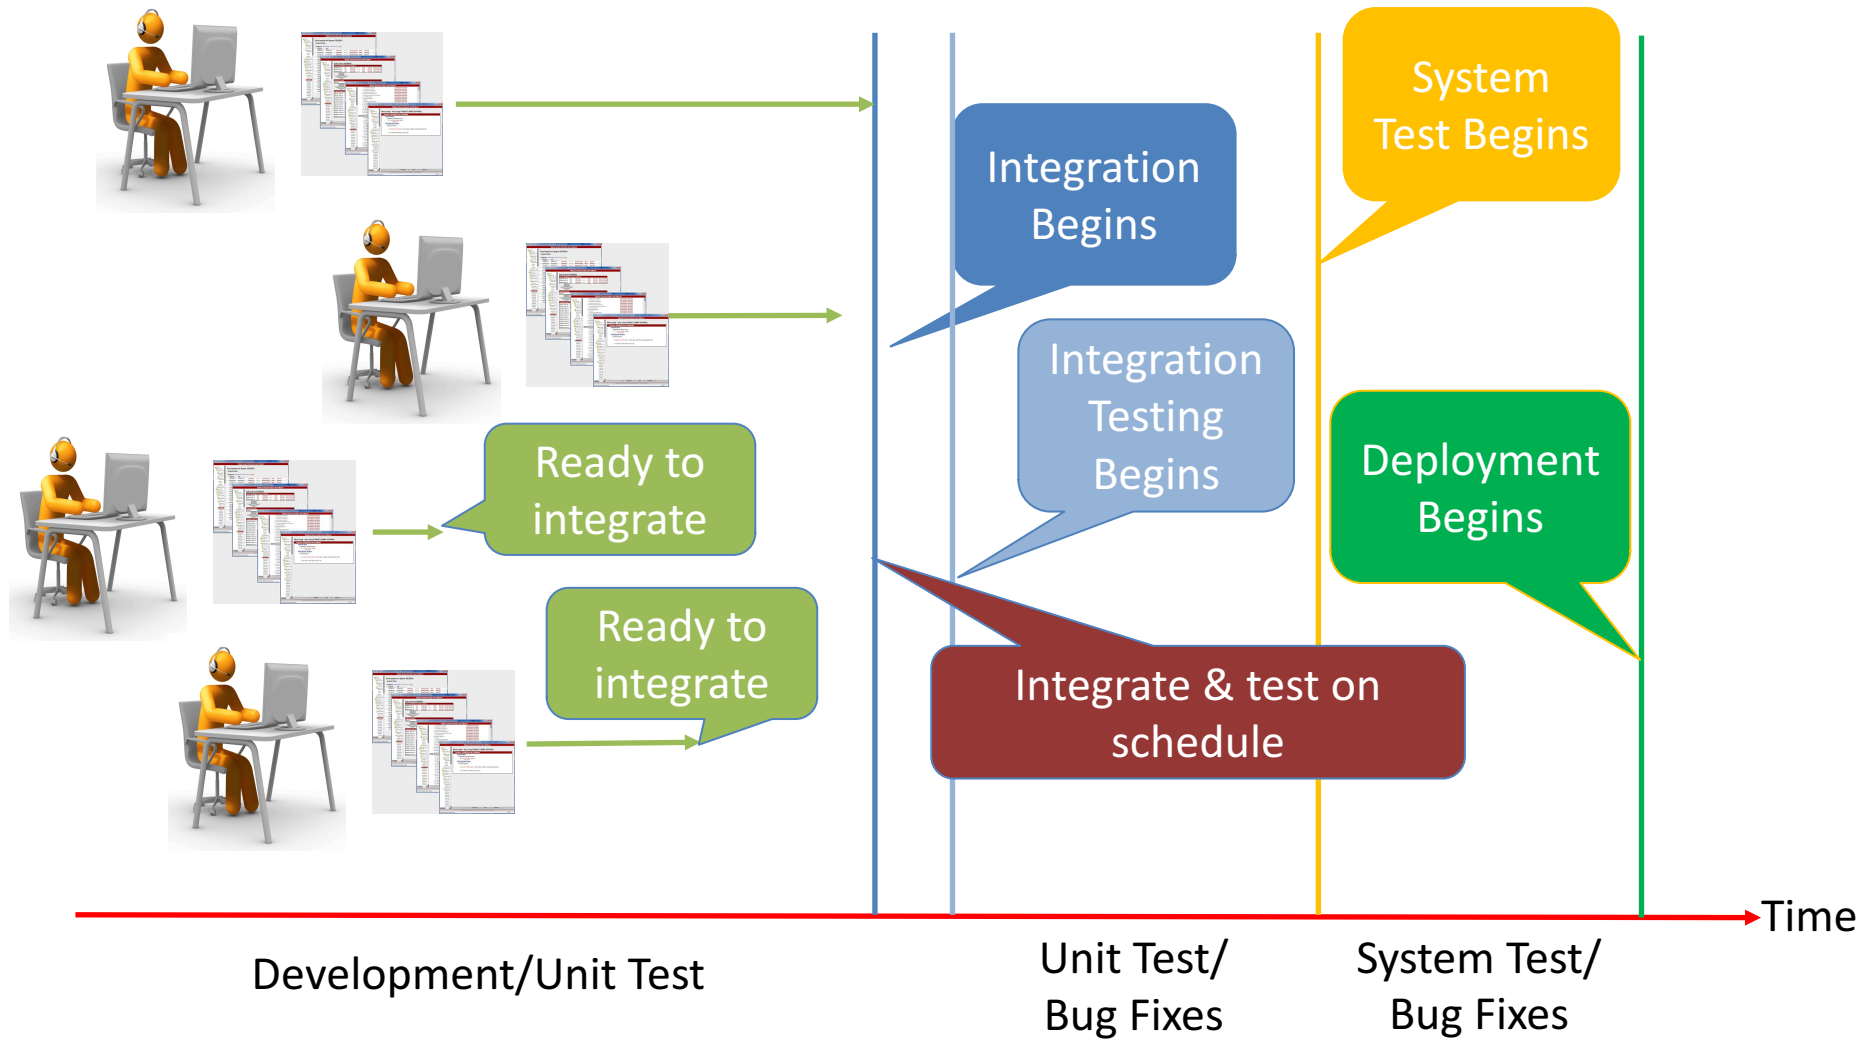 System
Test Begins
Integration
Begins
Integration
Testing
Begins
Deployment
Begins
Ready to
integrate
Ready to
integrate
Integrate & test on
schedule
Time
Development/Unit Test
Unit Test/
Bug Fixes
System Test/
Bug Fixes